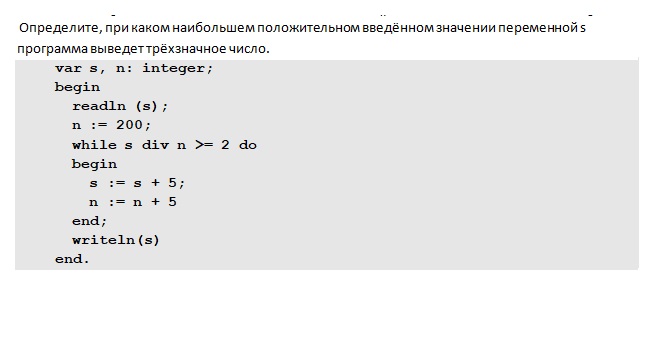 Определите, при каком наибольшем положительном введённом значении переменной s
программа выведет трёхзначное число.
var s, n: integer;
begin
readln (s);
n := 200;
while s div n >= 2 do
begin
s := s + 5;
n := n + 5
end;
writeln(s)
end.